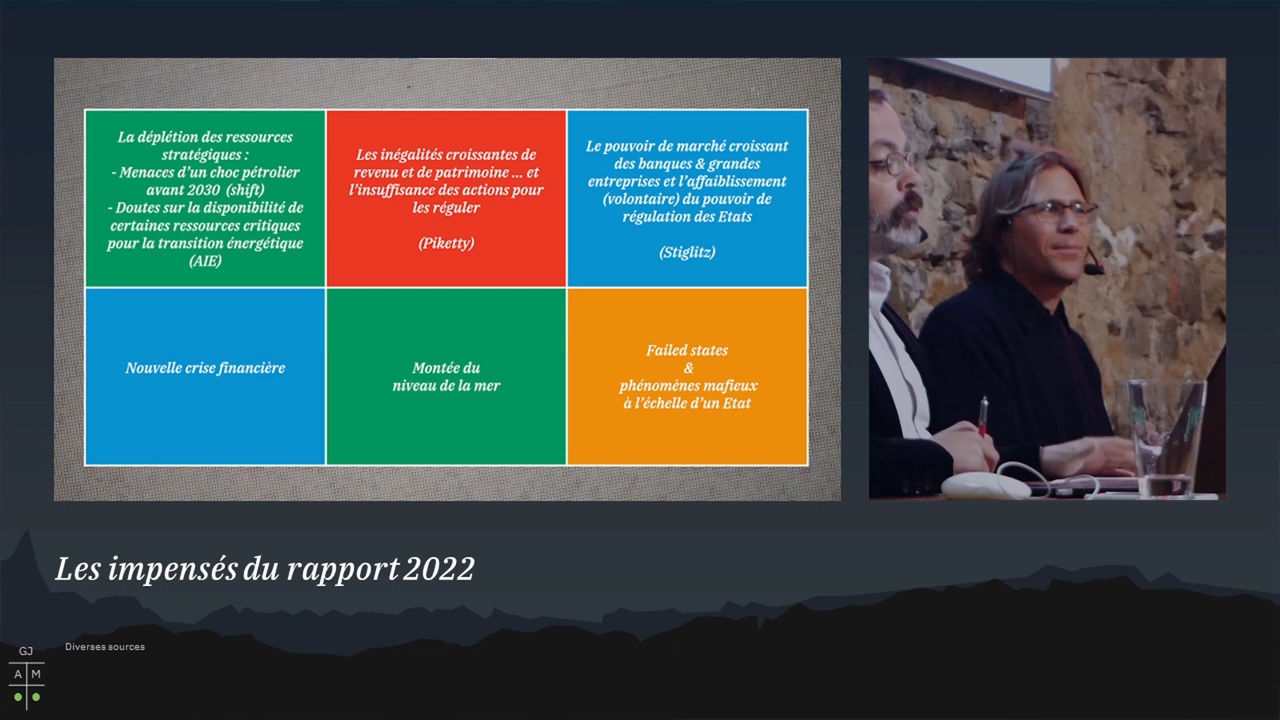 La déplétion des ressources
stratégiques :
- Menaces d'un choc pétrolier
avant 2030 (shift)
- Doutes sur la disponibilité de
certaines ressources critiques
pour la transition énergétique
(AIE)
Les inégalités croissantes de
revenu et de patrimoine ... et
l'insuffisance des actions pour
les réguler
(Piketty)
Le pouvoir de marché croissant
des banques & grandes
entreprises et l'affaiblissement
(volontaire) du pouvoir de
régulation des Etats
(Stiglitz)
Nouvelle crise financière
Montée du
niveau de la mer
Failed states
&
phénomènes mafieux
à l'échelle d'un Etat
Les impensés du rapport 2022
Diverses sources
GJ
A M